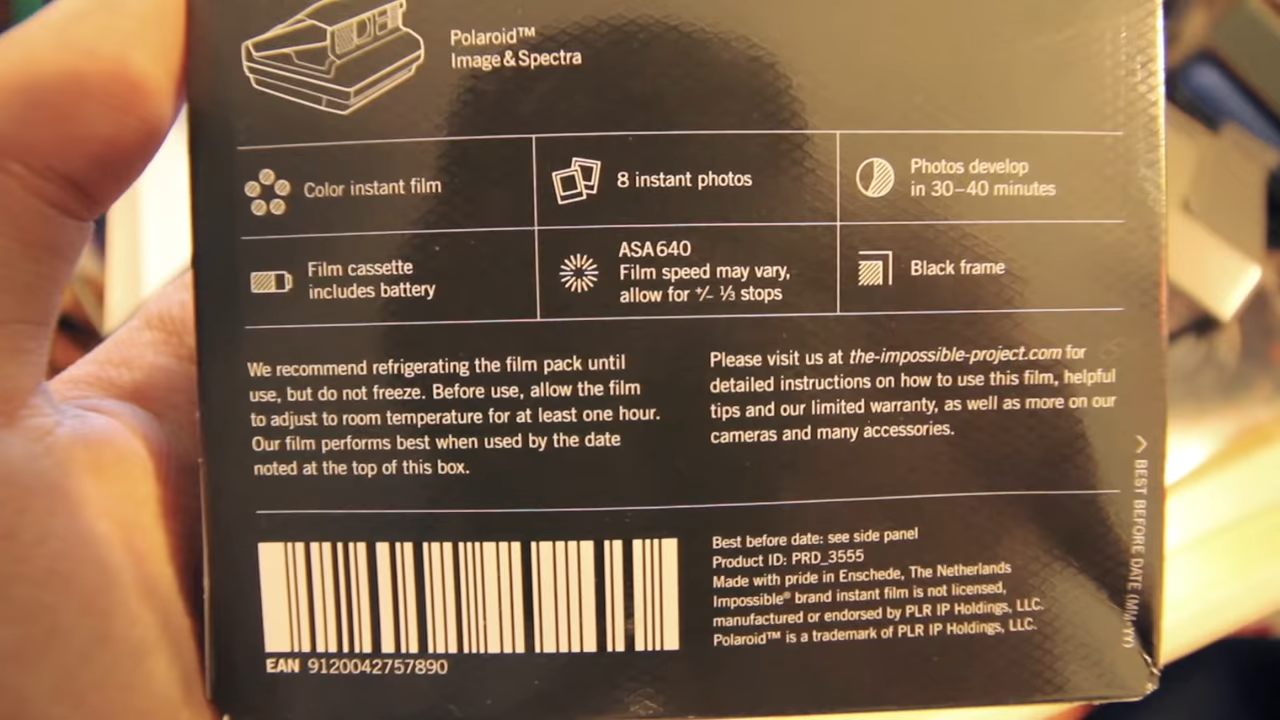 Polaroid™
Image & Spectra
Color instant film
8 instant photos
Photos develop
in 30–40 minutes
Film cassette
includes battery
ASA 640
Film speed may vary,
allow for +/– ⅓ stops
Black frame
We recommend refrigerating the film pack until
use, but do not freeze. Before use, allow the film
to adjust to room temperature for at least one hour.
Our film performs best when used by the date
noted at the top of this box.
Please visit us at the-impossible-project.com for
detailed instructions on how to use this film, helpful
tips and our limited warranty, as well as more on our
cameras and many accessories.
Best before date: see side panel
Product ID: PRD_3555
Made with pride in Enschede, The Netherlands
Impossible® brand instant film is not licensed,
manufactured or endorsed by PLR IP Holdings, LLC.
Polaroid™ is a trademark of PLR IP Holdings, LLC.
EAN 9120042757890
BEST BEFORE DATE (MM.YY)